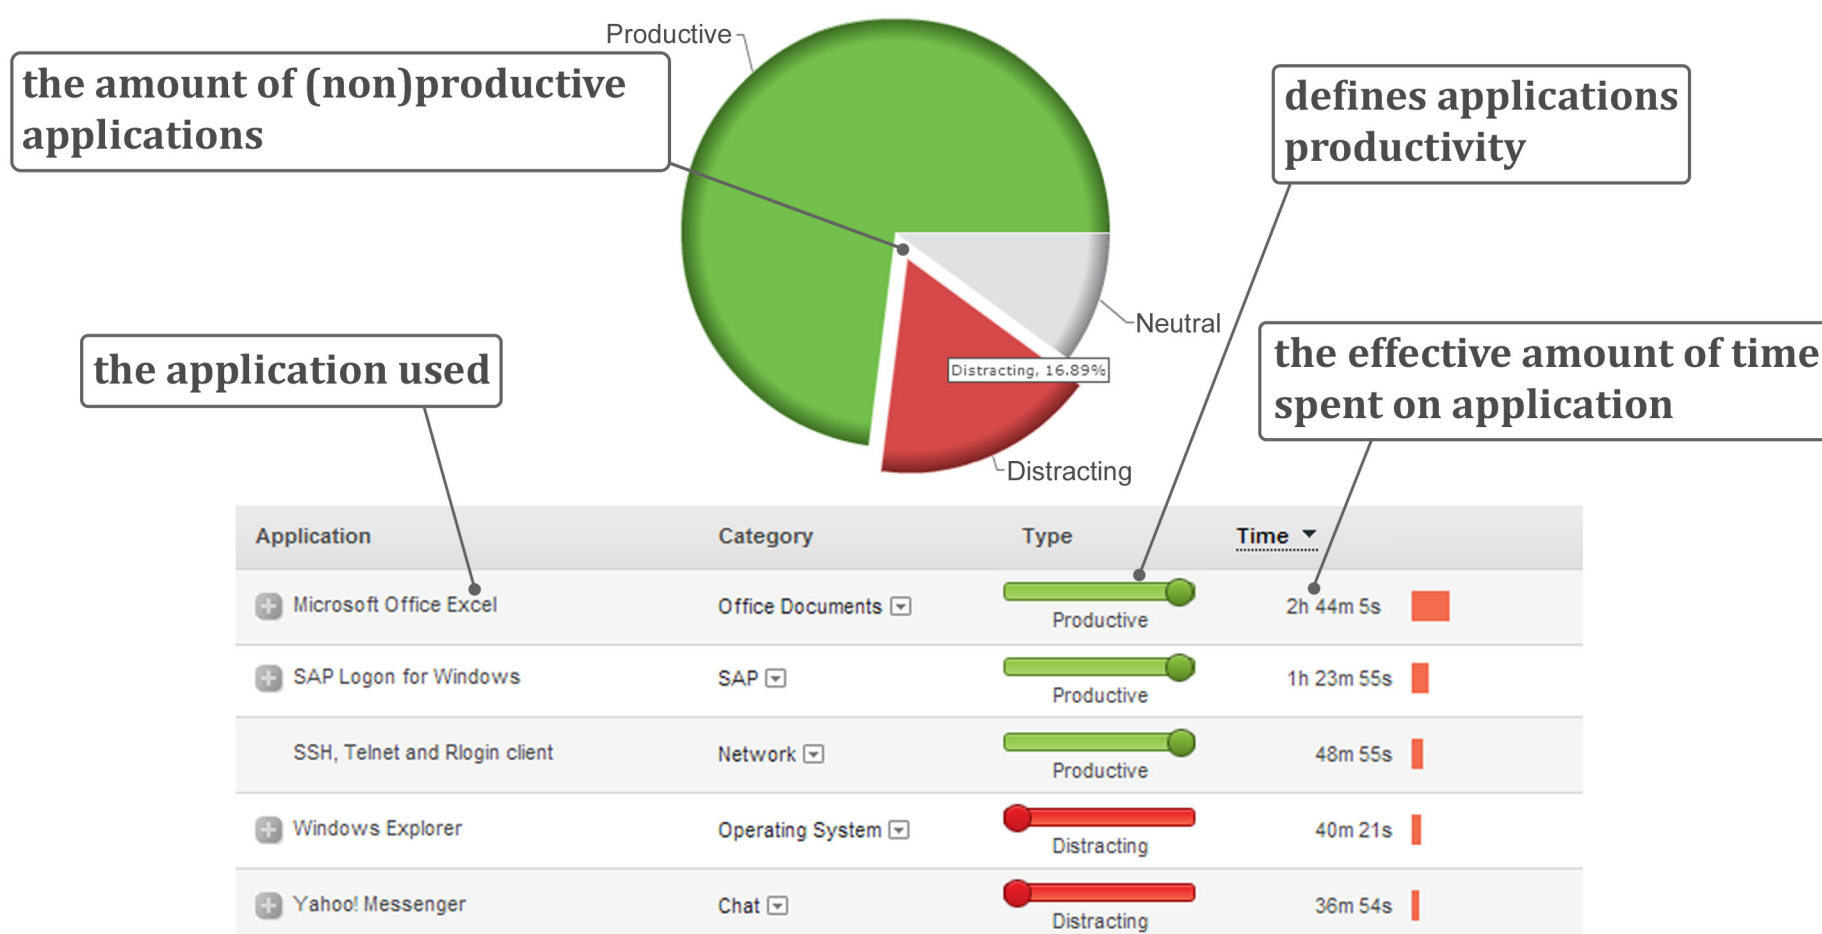 Productive
the amount of (non)productive
applications
defines applications
productivity
Neutral
the application used
Distracting, 16.89%
the effective amount of time
spent on application
Distracting
Application Category Type Time
Microsoft Office Excel Office Documents Productive 2h 44m 5s
SAP Logon for Windows SAP Productive 1h 23m 55s
SSH, Telnet and Rlogin client Network Productive 48m 55s
Windows Explorer Operating System Distracting 40m 21s
Yahoo! Messenger Chat Distracting 36m 54s